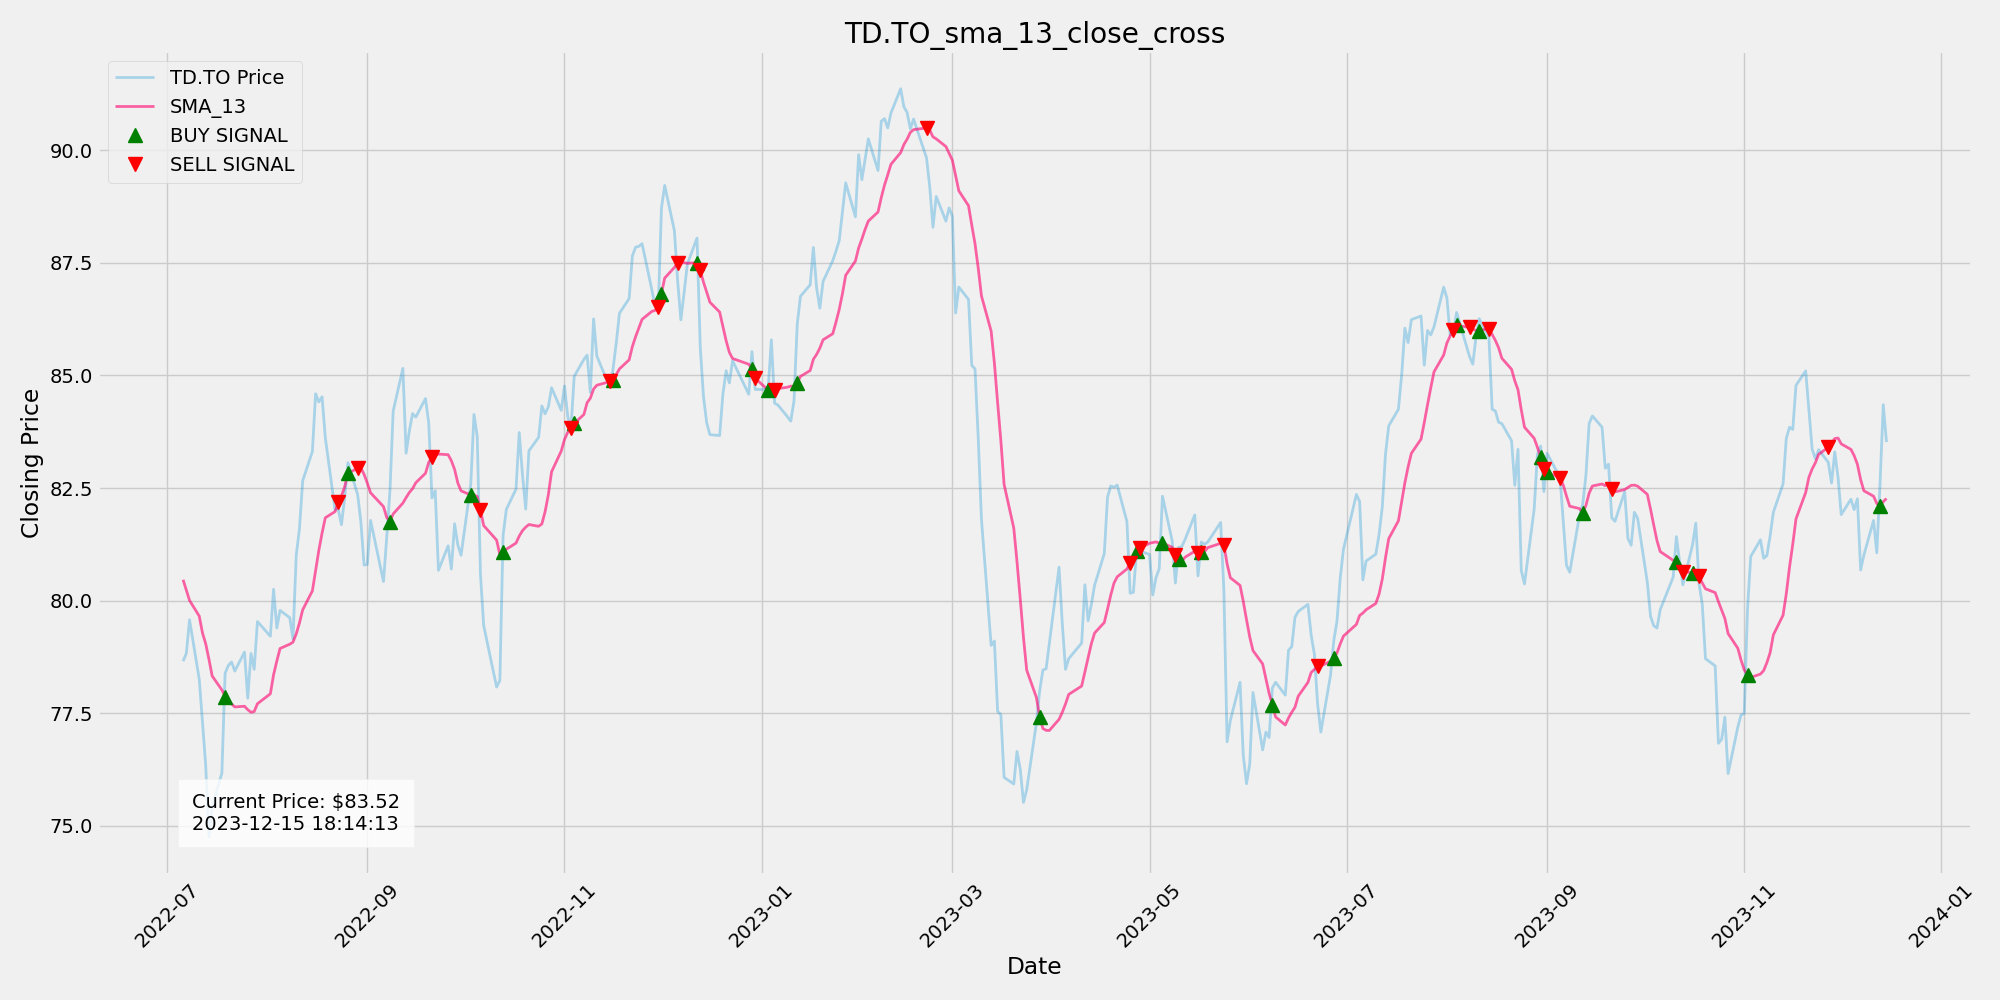 TD.TO_sma_13_close_cross
TD.TO Price
SMA_13
BUY SIGNAL
SELL SIGNAL
Closing Price
90.0
87.5
85.0
82.5
80.0
77.5
75.0
Current Price: $83.52
2023-12-15 18:14:13
2022-07
2022-09
2022-11
2023-01
2023-03
2023-05
2023-07
2023-09
2023-11
2024-01
Date